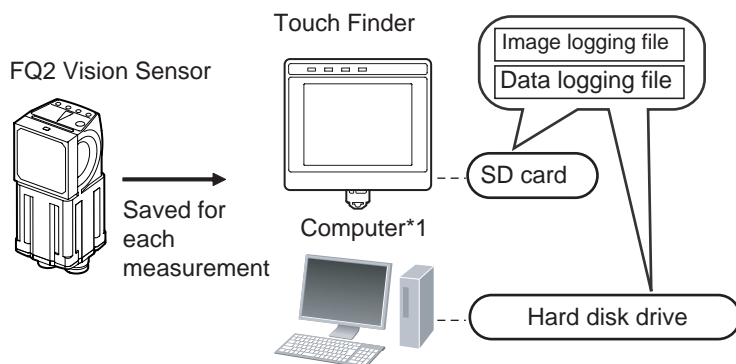 Touch Finder
Image logging file
Data logging file
FQ2 Vision Sensor
SD card
Saved for
each
measurement
Computer*1
Hard disk drive